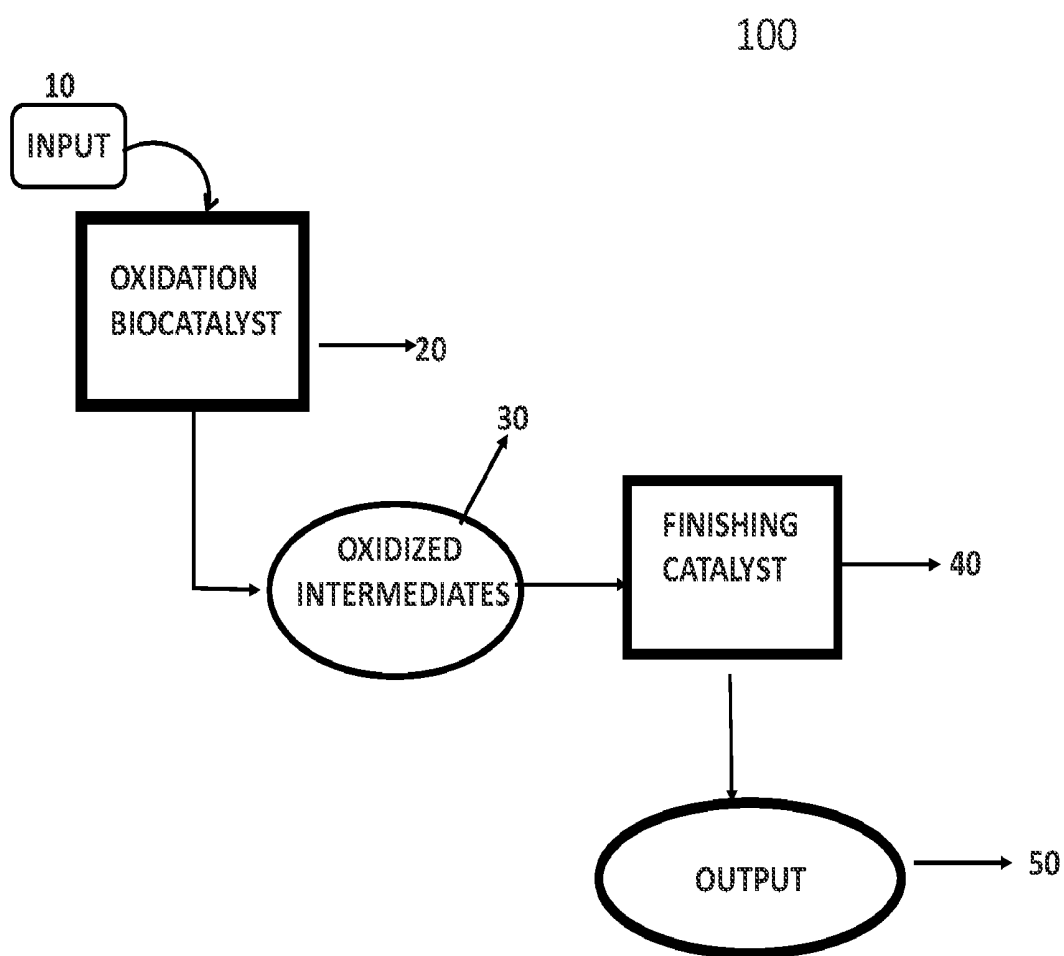 100
10
INPUT
OXIDATION
BIOCATALYST
20
30
OXIDIZED
INTERMEDIATES
FINISHING
CATALYST
40
OUTPUT
50